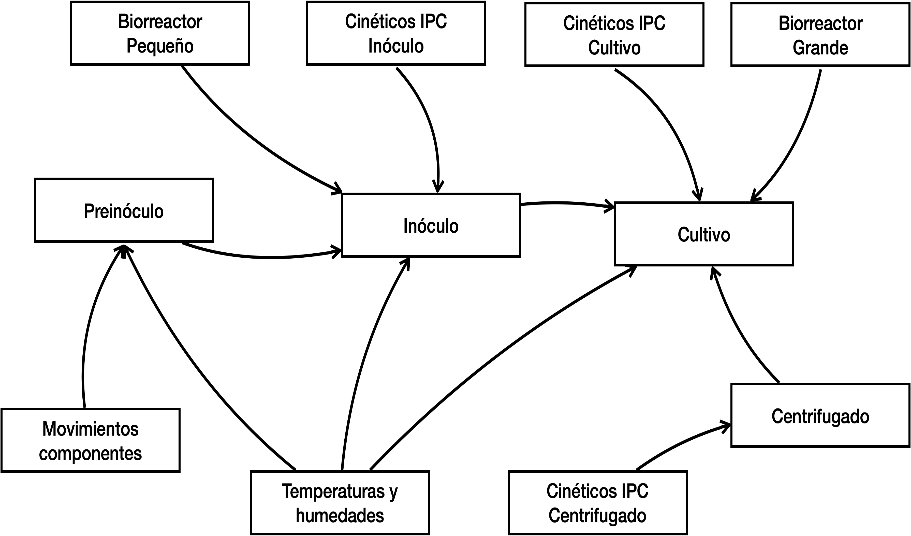 Biorreactor
Pequeño
Cinéticos IPC
Inóculo
Cinéticos IPC
Cultivo
Biorreactor
Grande
Preinóculo
Inóculo
Cultivo
Movimientos
componentes
Temperaturas y
humedades
Cinéticos IPC
Centrifugado
Centrifugado